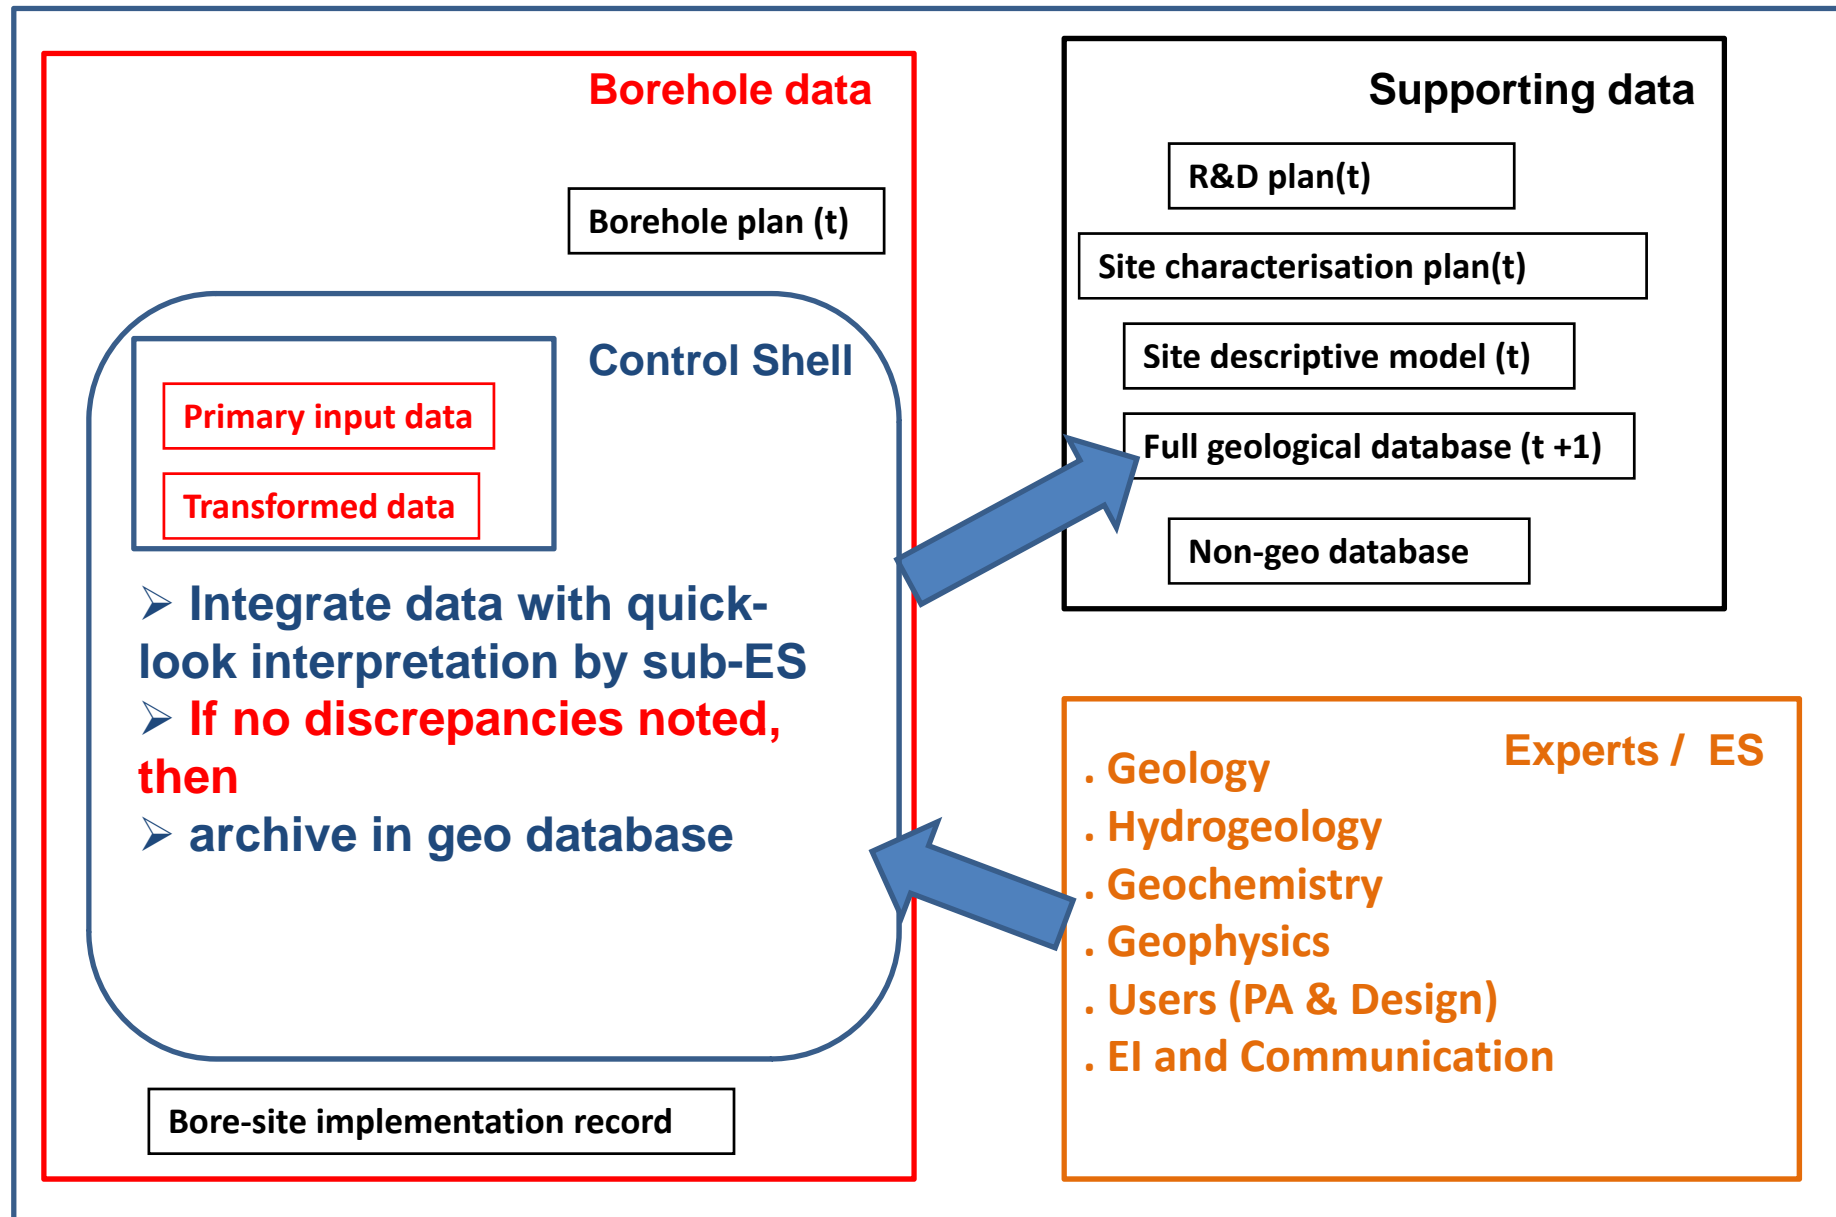 Borehole data
Borehole plan (t)
Control Shell
Primary input data
Transformed data
➢ Integrate data with quick-
look interpretation by sub-ES
➢ If no discrepancies noted,
then
➢ archive in geo database
Bore-site implementation record
Supporting data
R&D plan(t)
Site characterisation plan(t)
Site descriptive model (t)
Full geological database (t +1)
Non-geo database
Experts / ES
. Geology
. Hydrogeology
. Geochemistry
. Geophysics
. Users (PA & Design)
. EI and Communication